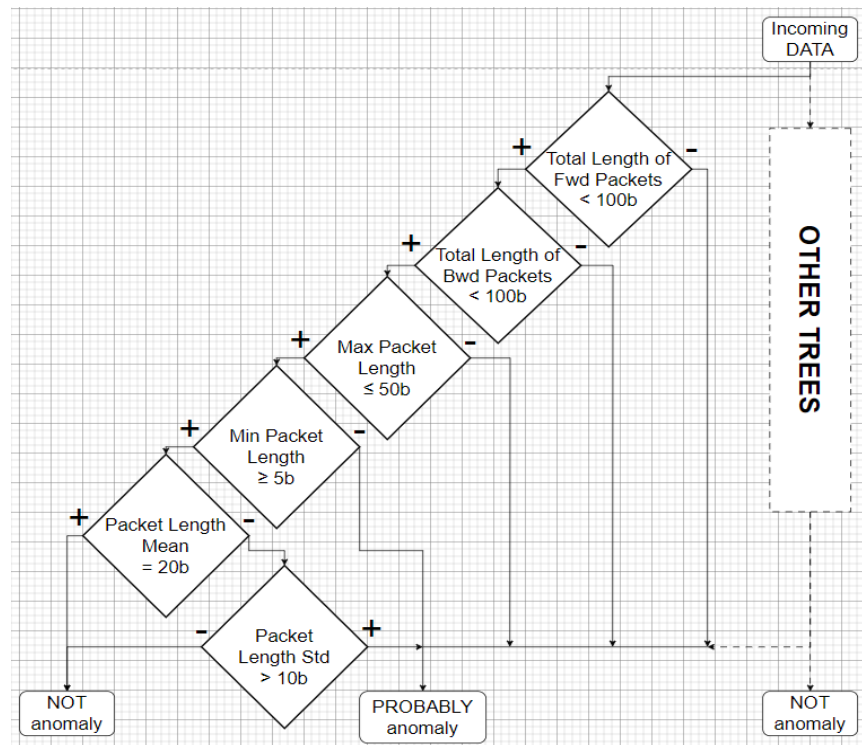 Incoming
DATA
+
-
Total Length of
Fwd Packets
< 100b
+
-
Total Length of
Bwd Packets
< 100b
+
-
Max Packet
Length
≤ 50b
+
-
Min Packet
Length
≥ 5b
+
-
Packet Length
Mean
= 20b
-
+
Packet
Length Std
> 10b
OTHER TREES
NOT
anomaly
PROBABLY
anomaly
NOT
anomaly